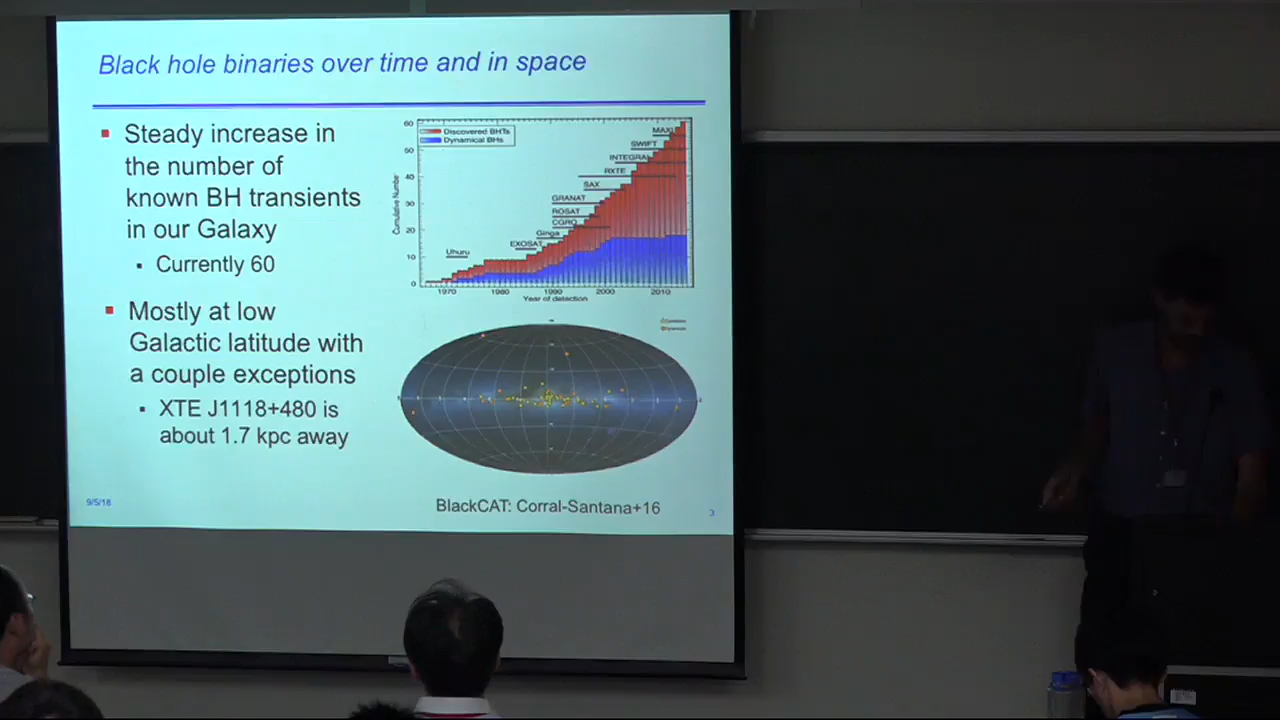 Black hole binaries over time and in space
Steady increase in
the number of
known BH transients
in our Galaxy
Currently 60
Mostly at low
Galactic latitude with
a couple exceptions
XTE J1118+480 is
about 1.7 kpc away
Discovered BHTs
Dynamical BHs
MAXI
SWIFT
INTEGRAL
RXTE
SAX
GRANAT
ROSAT
CGRO
Ginga
EXOSAT
Uhuru
Cumulative Number
60
50
40
30
20
10
0
1970 1980 1990 2000 2010
Year of detection
BlackCAT: Corral-Santana+16
9/5/18
3